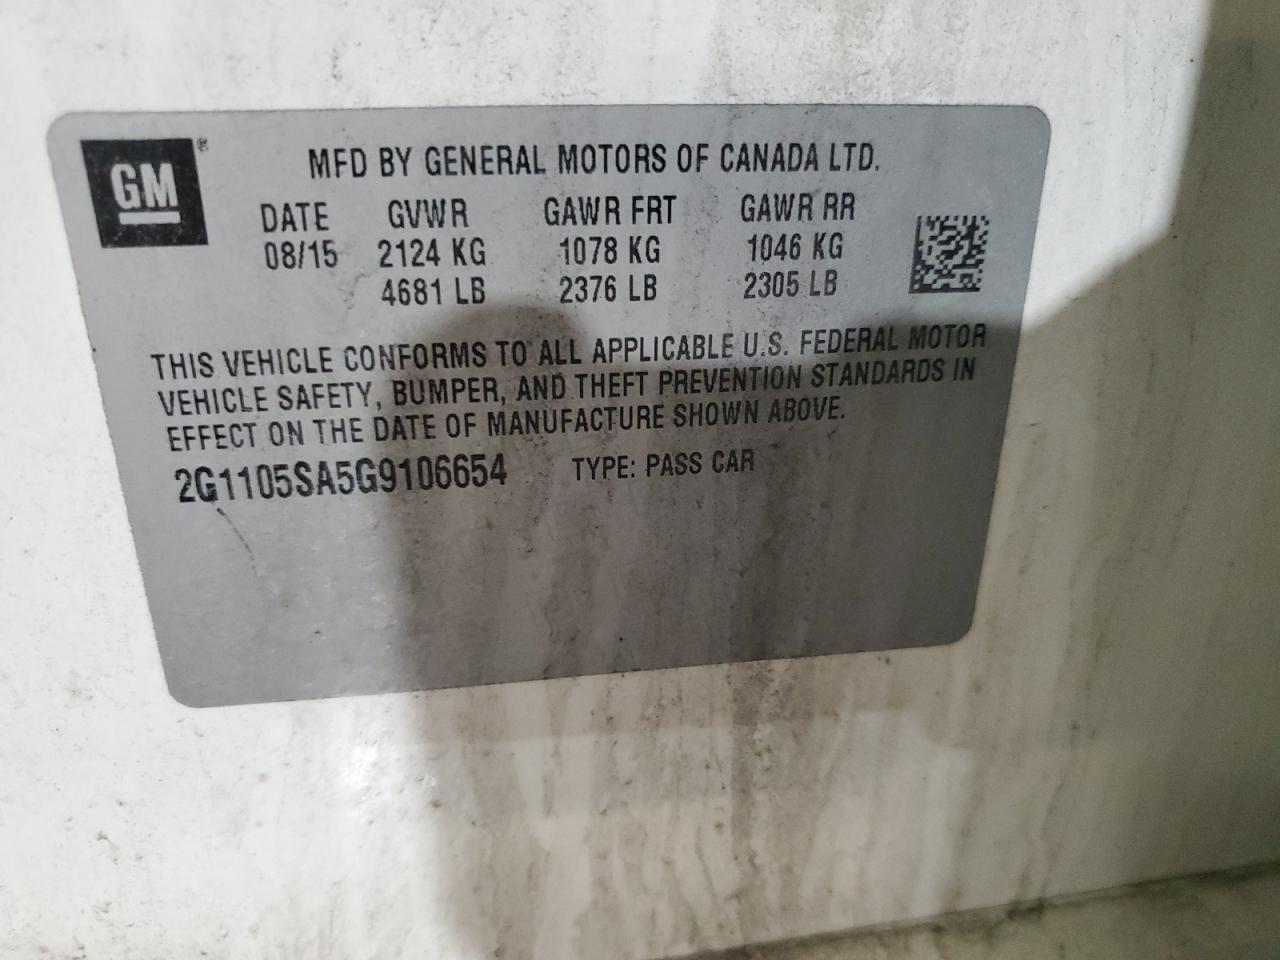 GM®
MFD BY GENERAL MOTORS OF CANADA LTD.
DATE GVWR GAWR FRT GAWR RR
08/15 2124 KG 1078 KG 1046 KG
4681 LB 2376 LB 2305 LB
THIS VEHICLE CONFORMS TO ALL APPLICABLE U.S. FEDERAL MOTOR
VEHICLE SAFETY, BUMPER, AND THEFT PREVENTION STANDARDS IN
EFFECT ON THE DATE OF MANUFACTURE SHOWN ABOVE.
2G1105SA5G9106654 TYPE: PASS CAR